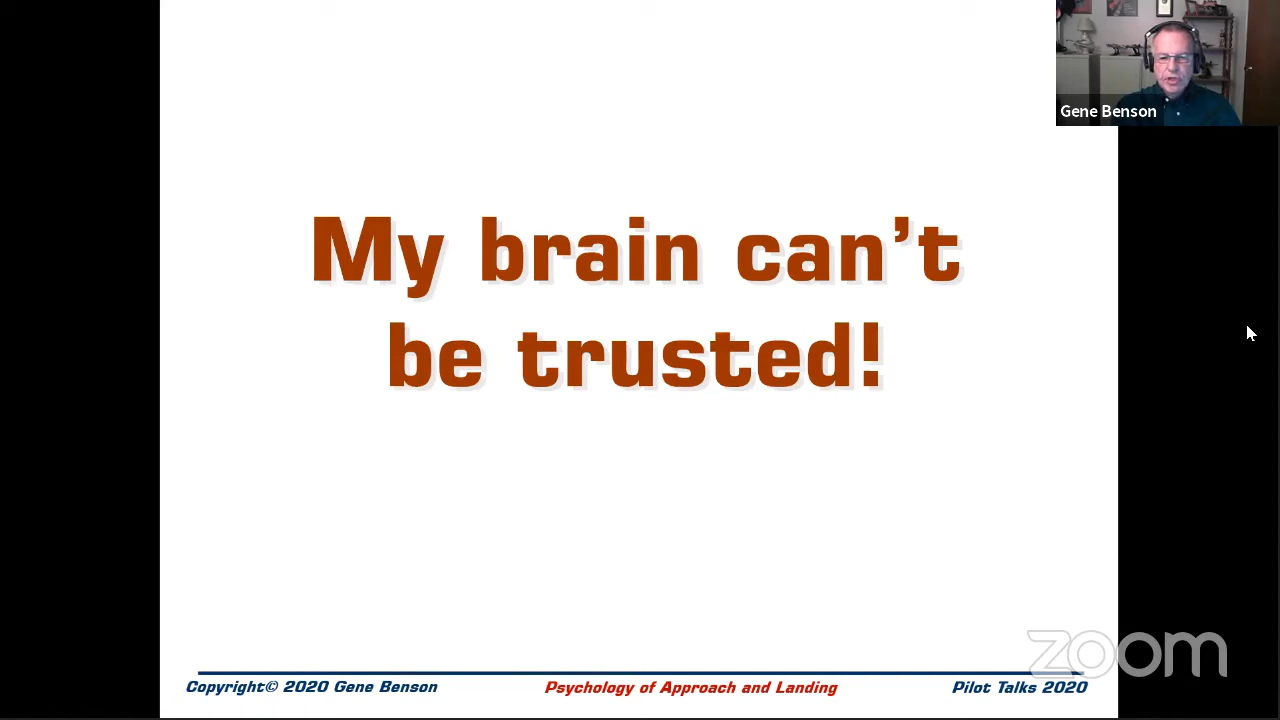 Gene Benson
My brain can’t
be trusted!
zoom
Copyright© 2020 Gene Benson
Psychology of Approach and Landing
Pilot Talks 2020